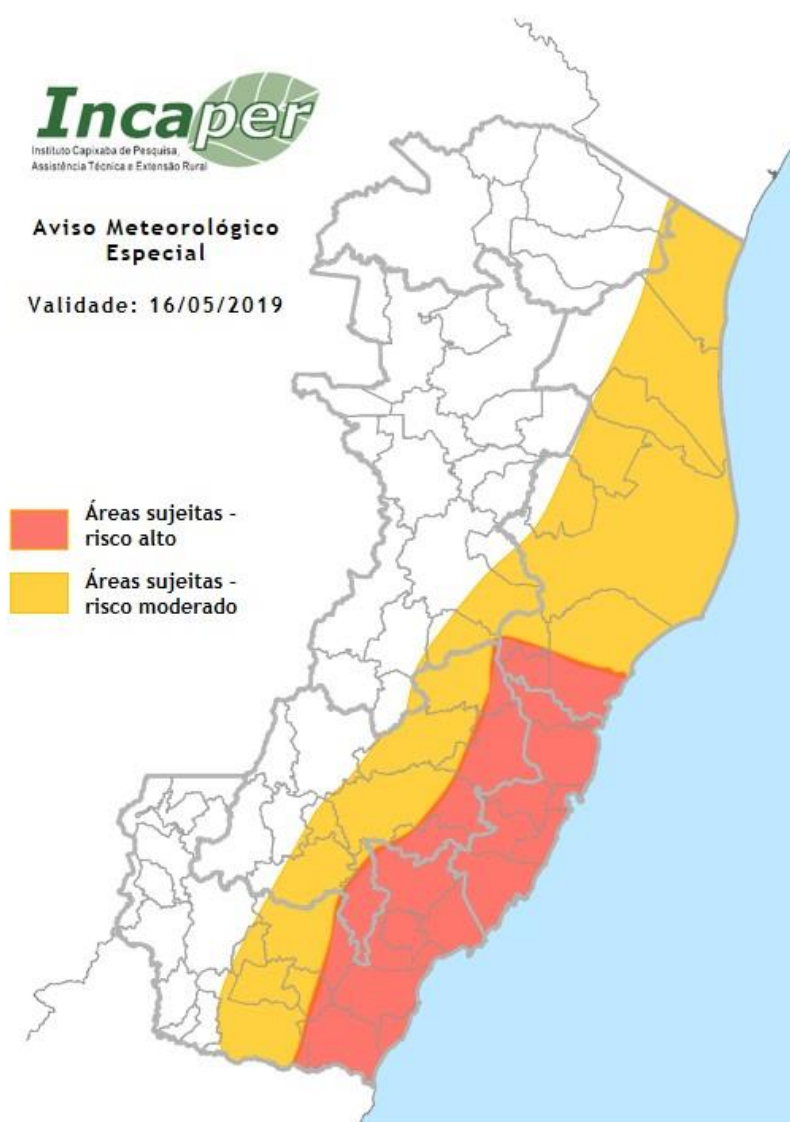 Incaper
Instituto Capixaba de Pesquisa,
Assistência Técnica e Extensão Rural
Aviso Meteorológico
Especial
Validade: 16/05/2019
Áreas sujeitas -
risco alto
Áreas sujeitas -
risco moderado